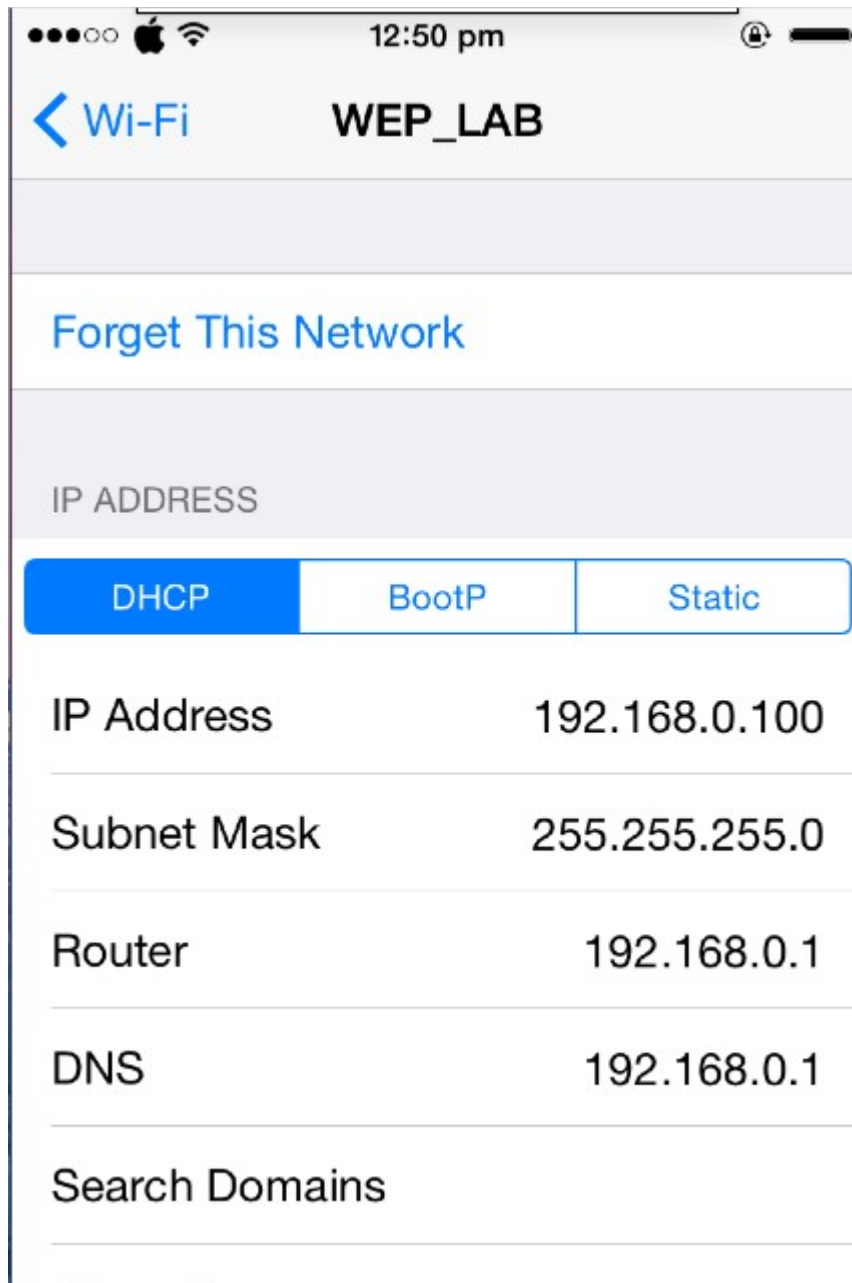 12:50 pm
Wi-Fi WEP_LAB
Forget This Network
IP ADDRESS
DHCP BootP Static
IP Address 192.168.0.100
Subnet Mask 255.255.255.0
Router 192.168.0.1
DNS 192.168.0.1
Search Domains